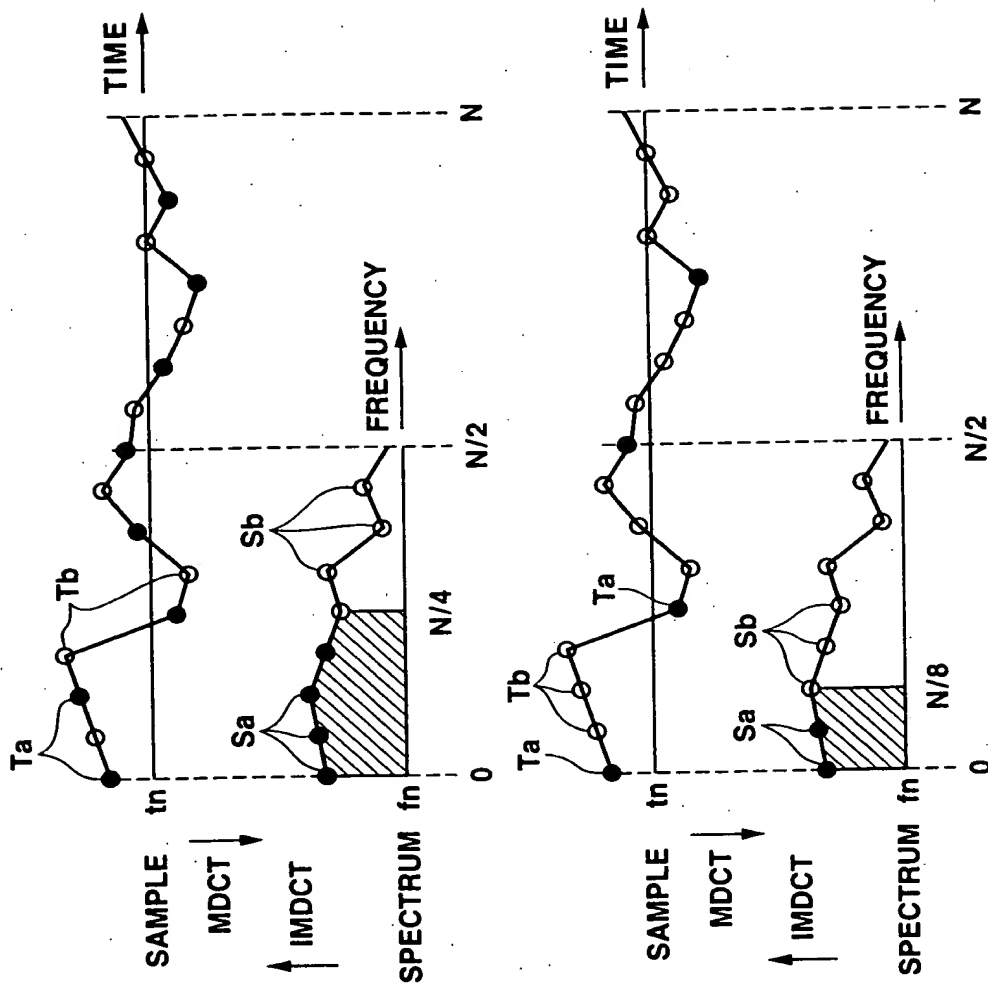 TIME
Ta
Tb
SAMPLE tn
MDCT
IMDCT
Sa
Sb
FREQUENCY
SPECTRUM fn
0
N/4
N/2
N
TIME
Ta
Tb
Ta
SAMPLE tn
MDCT
IMDCT
Sa
Sb
FREQUENCY
SPECTRUM fn
0
N/8
N/2
N